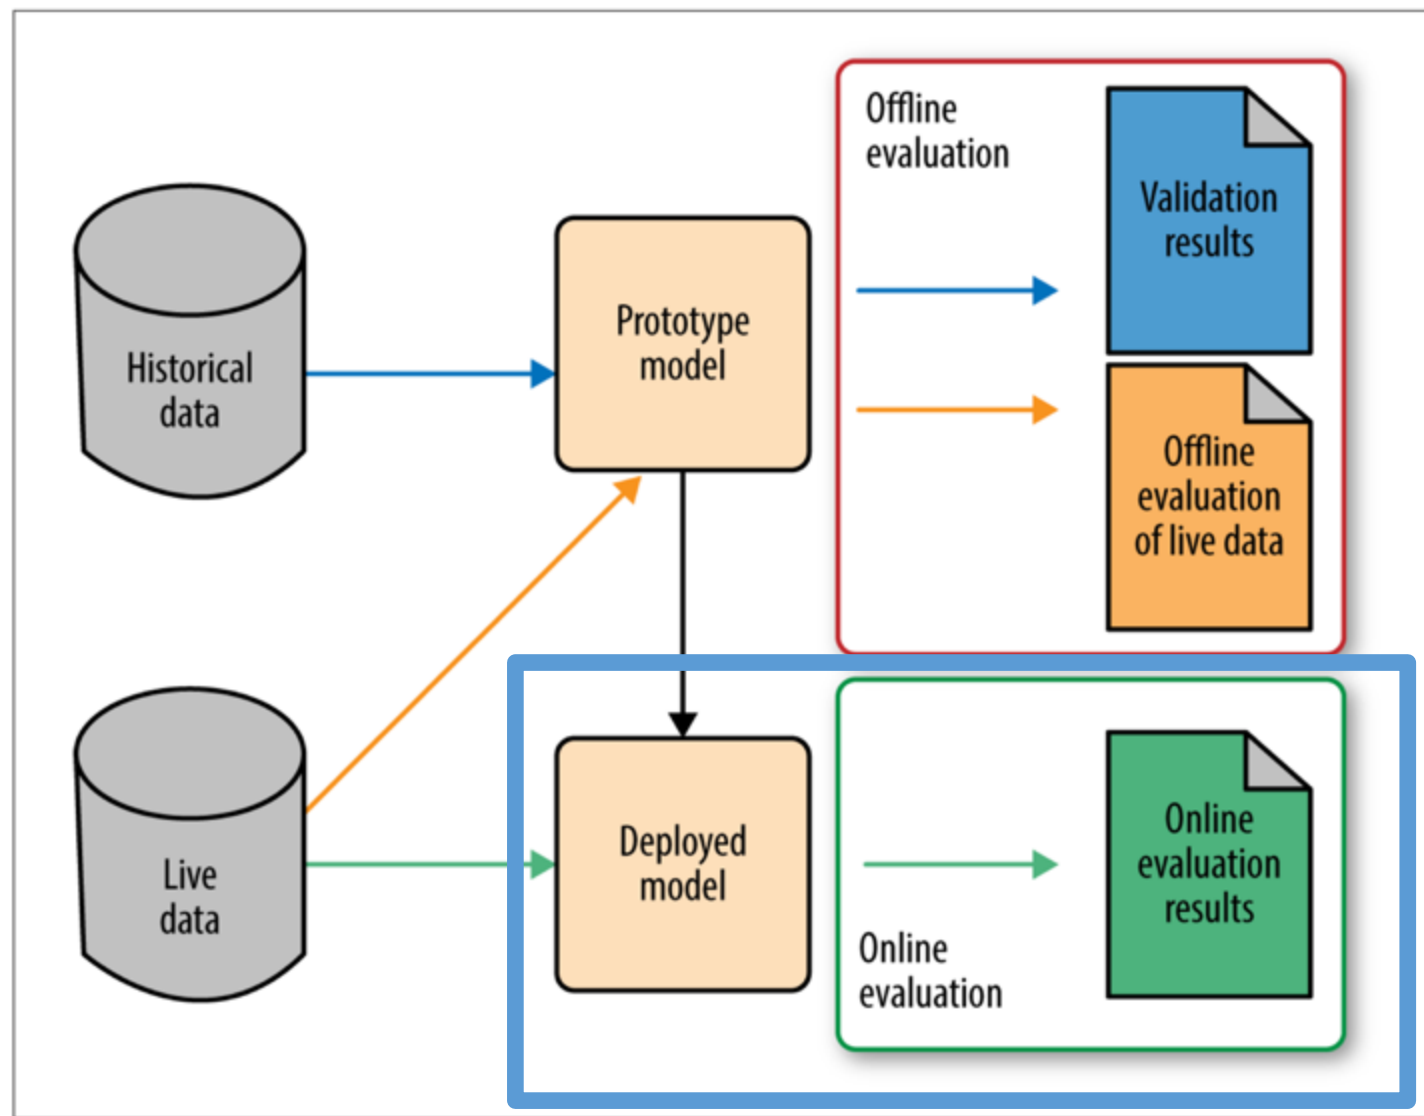 Offline
evaluation
Validation
results
Historical
data
Prototype
model
Offline
evaluation
of live data
Live
data
Deployed
model
Online
evaluation
results
Online
evaluation